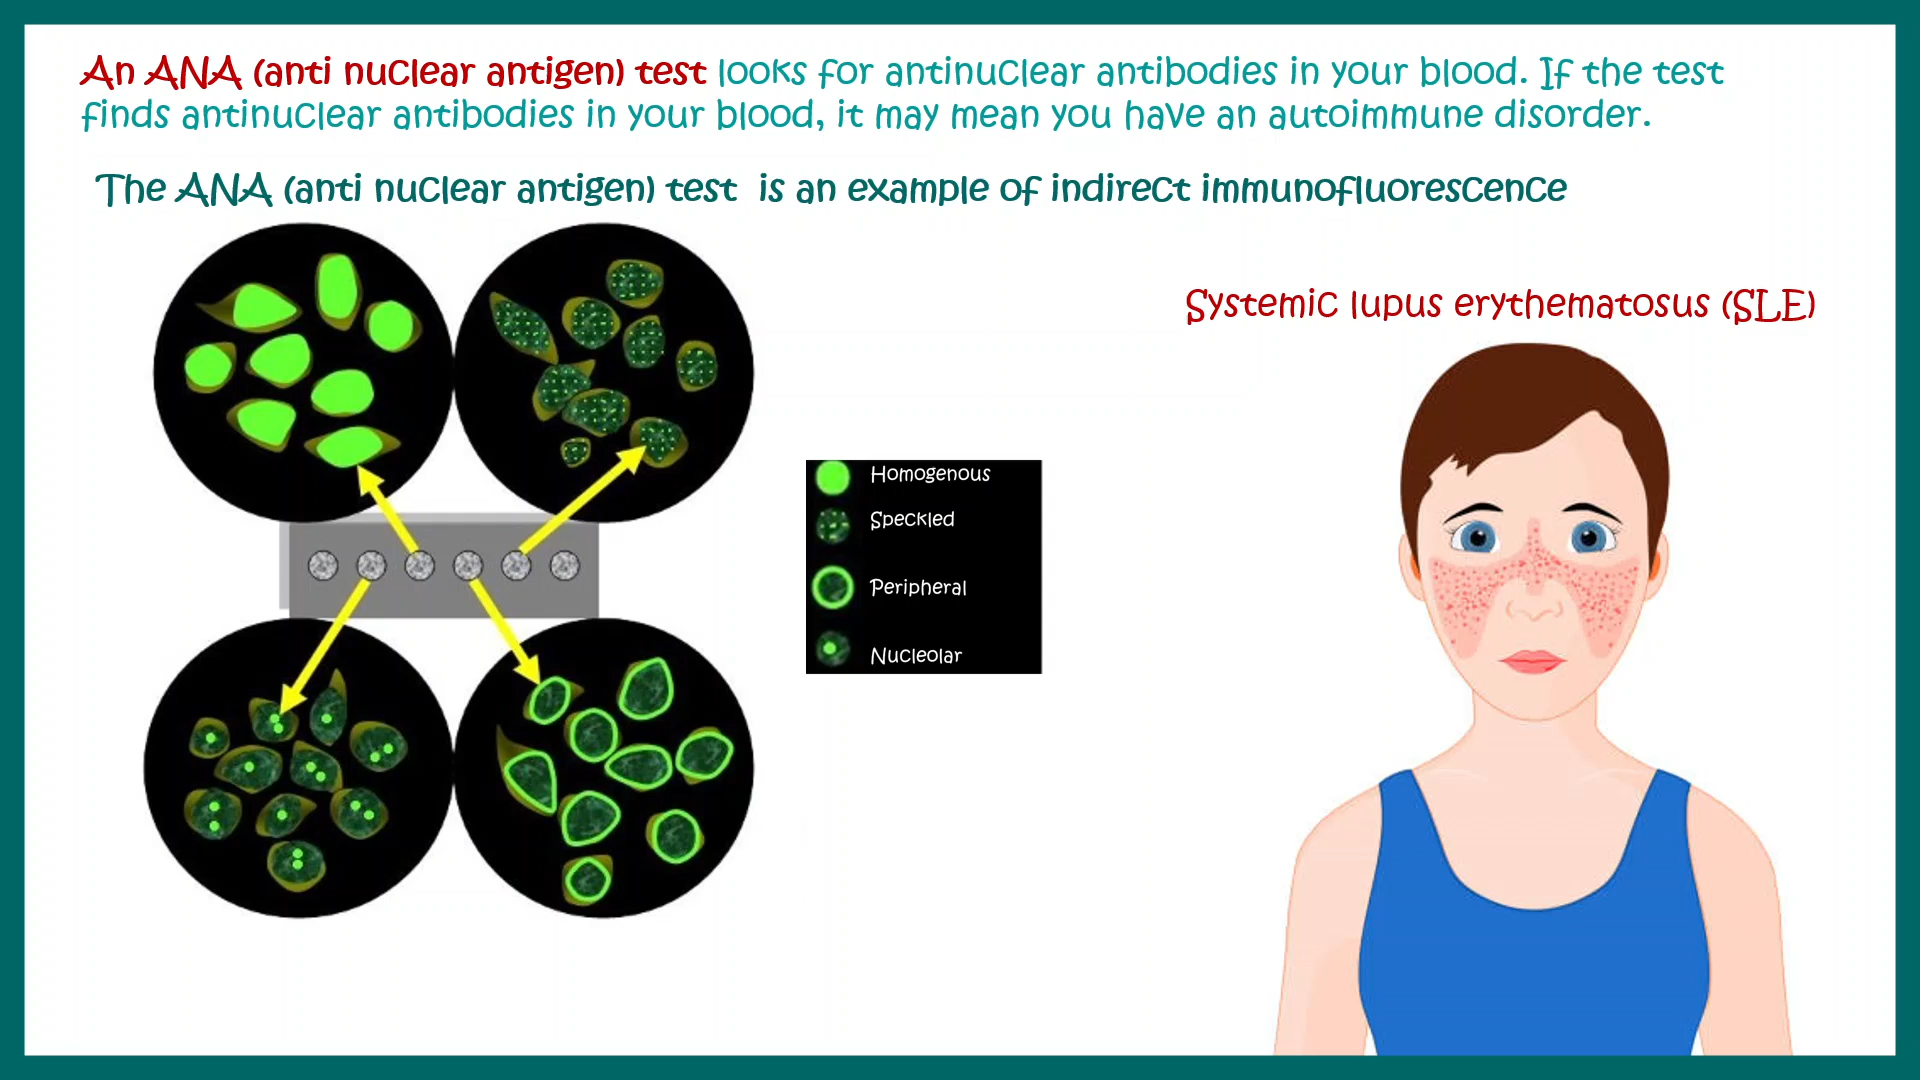 An ANA (anti nuclear antigen) test looks for antinuclear antibodies in your blood. If the test
finds antinuclear antibodies in your blood, it may mean you have an autoimmune disorder.
The ANA (anti nuclear antigen) test is an example of indirect immunofluorescence
Systemic lupus erythematosus (SLE)
Homogenous
Speckled
Peripheral
Nucleolar